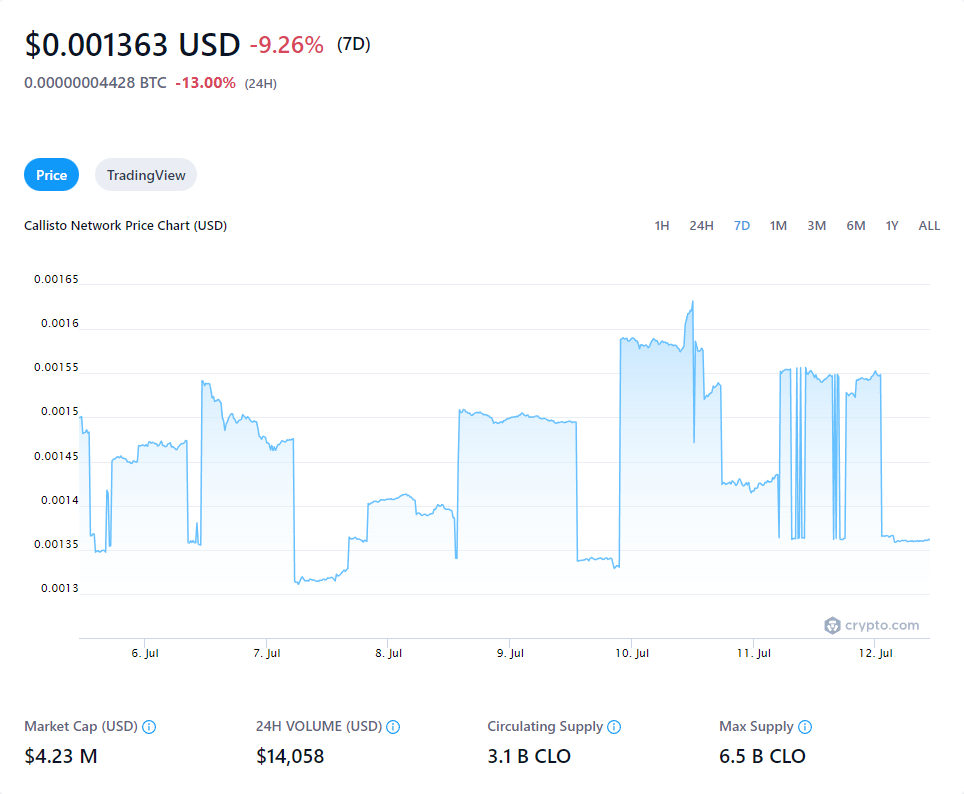 $0.001363 USD -9.26% (7D)
0.00000004428 BTC -13.00% (24H)
Price TradingView
Callisto Network Price Chart (USD) 1H 24H 7D 1M 3M 6M 1Y ALL
0.00165
0.0016
0.00155
0.0015
0.00145
0.0014
0.00135
0.0013
crypto.com
6. Jul 7. Jul 8. Jul 9. Jul 10. Jul 11. Jul 12. Jul
Market Cap (USD) 24H VOLUME (USD) Circulating Supply Max Supply
$4.23 M $14,058 3.1 B CLO 6.5 B CLO